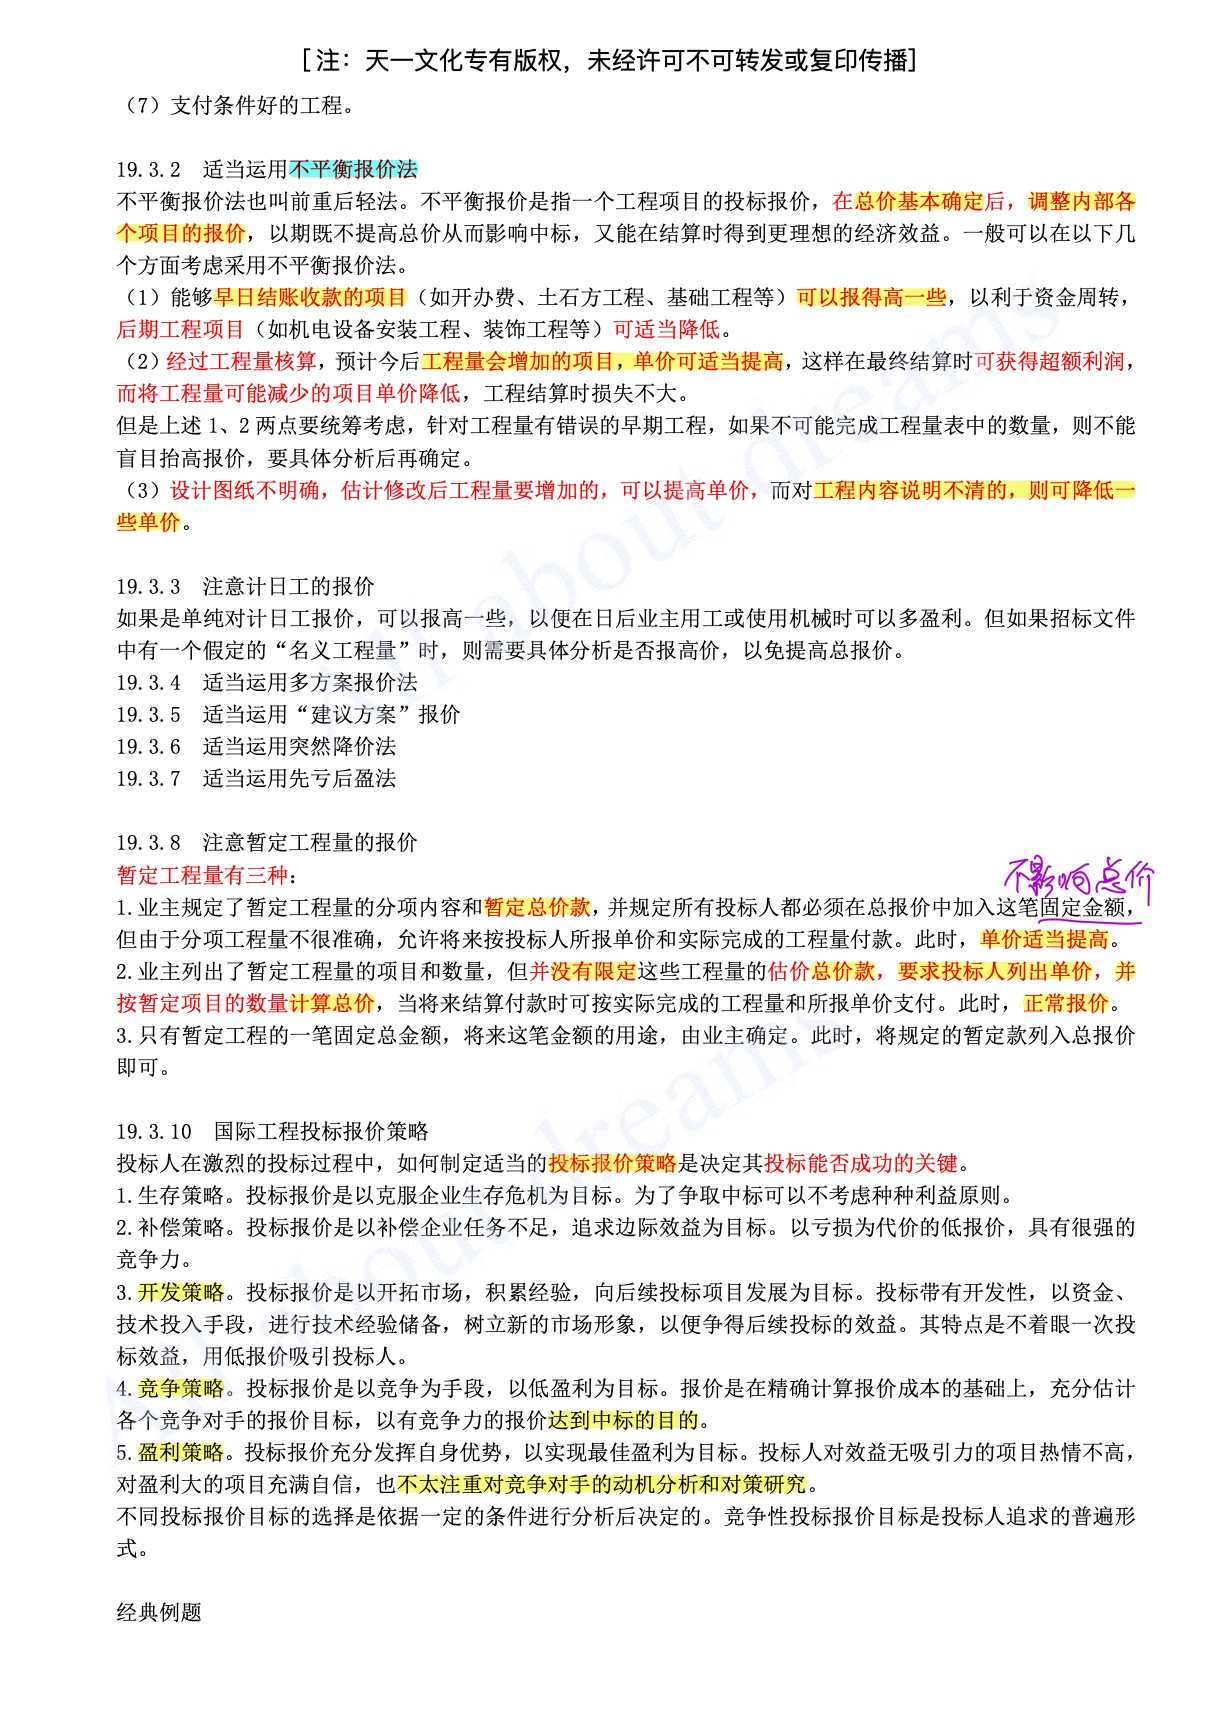 [注：天一文化专有版权，未经许可不可转发或复印传播]
（7）支付条件好的工程。
19.3.2 适当运用不平衡报价法
不平衡报价法也叫前重后轻法。不平衡报价是指一个工程项目的投标报价，在总价基本确定后，调整内部各
个项目的报价，以期既不提高总价从而影响中标，又能在结算时得到更理想的经济效益。一般可以在以下几
个方面考虑采用不平衡报价法。
（1）能够早日结账收款的项目（如开办费、土石方工程、基础工程等）可以报得高一些，以利于资金周转，
后期工程项目（如机电设备安装工程、装饰工程等）可适当降低。
（2）经过工程量核算，预计今后工程量会增加的项目，单价可适当提高，这样在最终结算时可获得超额利润，
而将工程量可能减少的项目单价降低，工程结算时损失不大。
但是上述 1、2 两点要统筹考虑，针对工程量有错误的早期工程，如果不可能完成工程量表中的数量，则不能
盲目抬高报价，要具体分析后再确定。
（3）设计图纸不明确，估计修改后工程量要增加的，可以提高单价，而对工程内容说明不清的，则可降低一
些单价。
19.3.3 注意计日工的报价
如果是单纯对计日工报价，可以报高一些，以便在日后业主用工或使用机械时可以多盈利。但如果招标文件
中有一个假定的“名义工程量”时，则需要具体分析是否报高价，以免提高总报价。
19.3.4 适当运用多方案报价法
19.3.5 适当运用“建议方案”报价
19.3.6 适当运用突然降价法
19.3.7 适当运用先亏后盈法
19.3.8 注意暂定工程量的报价
暂定工程量有三种：
不影响总价
1.业主规定了暂定工程量的分项内容和暂定总价款，并规定所有投标人都必须在总报价中加入这笔固定金额，
但由于分项工程量不很准确，允许将来按投标人所报单价和实际完成的工程量付款。此时，单价适当提高。
2.业主列出了暂定工程量的项目和数量，但并没有限定这些工程量的估价总价款，要求投标人列出单价，并
按暂定项目的数量计算总价，当将来结算付款时可按实际完成的工程量和所报单价支付。此时，正常报价。
3.只有暂定工程的一笔固定总金额，将来这笔金额的用途，由业主确定。此时，将规定的暂定款列入总报价
即可。
19.3.10 国际工程投标报价策略
投标人在激烈的投标过程中，如何制定适当的投标报价策略是决定其投标能否成功的关键。
1.生存策略。投标报价是以克服企业生存危机为目标。为了争取中标可以不考虑种种利益原则。
2.补偿策略。投标报价是以补偿企业任务不足，追求边际效益为目标。以亏损为代价的低报价，具有很强的
竞争力。
3.开发策略。投标报价是以开拓市场，积累经验，向后续投标项目发展为目标。投标带有开发性，以资金、
技术投入手段，进行技术经验储备，树立新的市场形象，以便争得后续投标的效益。其特点是不着眼一次投
标效益，用低报价吸引投标人。
4.竞争策略。投标报价是以竞争为手段，以低盈利为目标。报价是在精确计算报价成本的基础上，充分估计
各个竞争对手的报价目标，以有竞争力的报价达到中标的目的。
5.盈利策略。投标报价充分发挥自身优势，以实现最佳盈利为目标。投标人对效益无吸引力的项目热情不高，
对盈利大的项目充满自信，也不太注重对竞争对手的动机分析和对策研究。
不同投标报价目标的选择是依据一定的条件进行分析后决定的。竞争性投标报价目标是投标人追求的普遍形
式。
经典例题
All about dreams
All about dreams